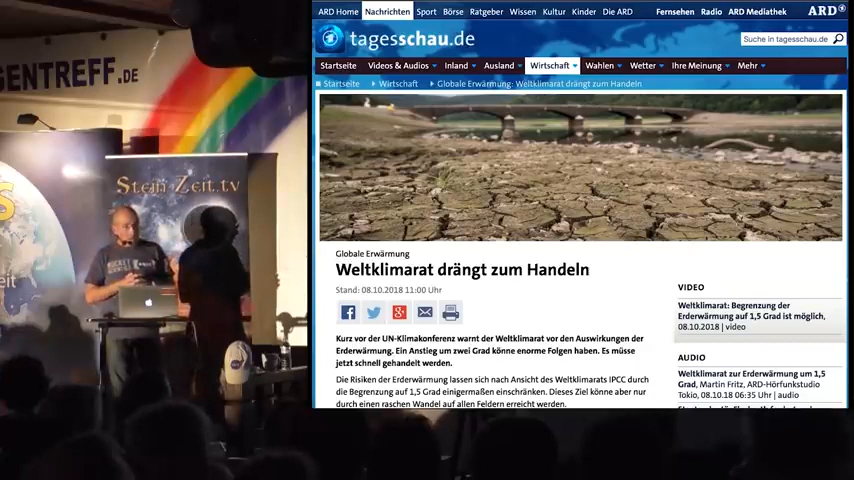 ENTREFF.DE
Stein Zeit.tv
S
eit
ARD Home Nachrichten Sport Börse Ratgeber Wissen Kultur Kinder Die ARD Fernsehen Radio ARD Mediathek ARD
tagesschau.de
Suche in tagesschau.de
Startseite Videos & Audios Inland Ausland Wirtschaft Wahlen Wetter Ihre Meinung Mehr
Startseite Wirtschaft Globale Erwärmung: Weltklimarat drängt zum Handeln
Globale Erwärmung
Weltklimarat drängt zum Handeln
Stand: 08.10.2018 11:00 Uhr
Kurz vor der UN-Klimakonferenz warnt der Weltklimarat vor den Auswirkungen der
Erderwärmung. Ein Anstieg um zwei Grad könne enorme Folgen haben. Es müsse
jetzt schnell gehandelt werden.
Die Risiken der Erderwärmung lassen sich nach Ansicht des Weltklimarats IPCC durch
die Begrenzung auf 1,5 Grad einigermaßen einschränken. Dieses Ziel könne aber nur
durch einen raschen Wandel auf allen Feldern erreicht werden.
VIDEO
Weltklimarat: Begrenzung der
Erderwärmung auf 1,5 Grad ist möglich,
08.10.2018 | video
AUDIO
Weltklimarat zur Erderwärmung um 1,5
Grad, Martin Fritz, ARD-Hörfunkstudio
Tokio, 08.10.18 06:35 Uhr | audio